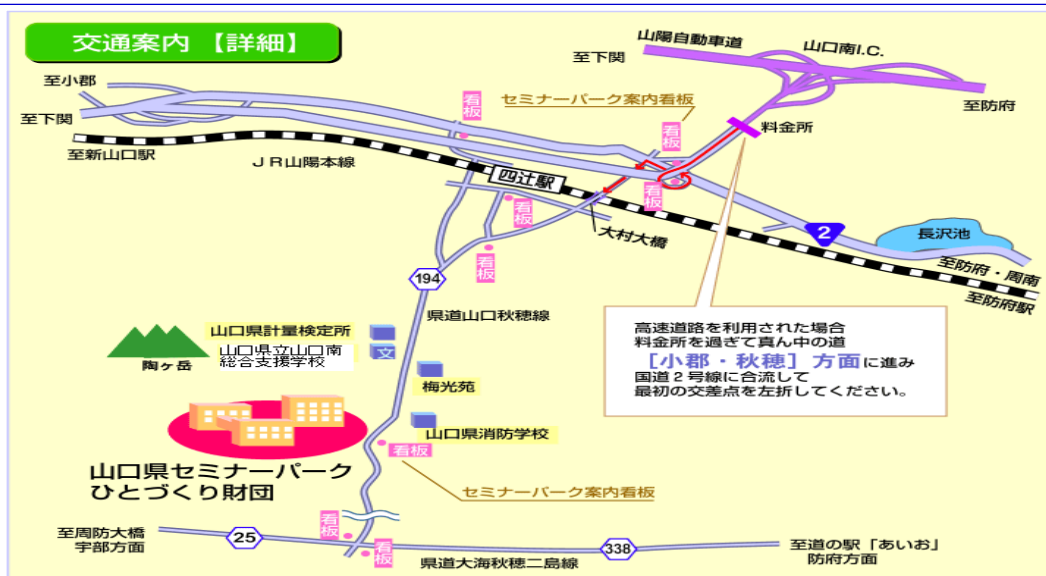 交通案内 【詳細】
山陽自動車道
山口南I.C.
至下関
至防府
至小郡
至下関
看板
セミナーパーク案内看板
看板
料金所
至新山口駅
JR山陽本線
四辻駅
看板
看板
大村大橋
2
長沢池
至防府・周南
至防府駅
看板
194
県道山口秋穂線
高速道路を利用された場合
料金所を過ぎて真ん中の道
［小郡・秋穂］方面に進み
国道2号線に合流して
最初の交差点を左折してください。
陶ヶ岳
山口県計量検定所
山口県立山口南
総合支援学校
文
梅光苑
山口県消防学校
看板
山口県セミナーパーク
ひとづくり財団
セミナーパーク案内看板
至周防大橋
宇部方面
25
看板
看板
県道大海秋穂二島線
338
至道の駅「あいお」
防府方面